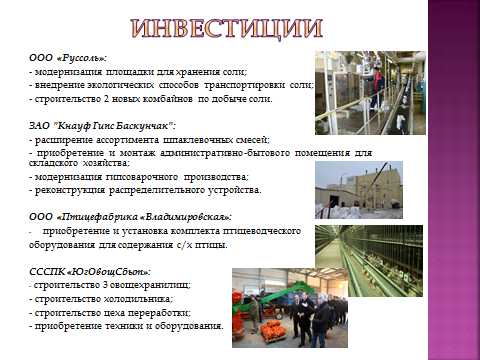 ИНВЕСТИЦИИ
ООО «Руссоль»:
- модернизация площадки для хранения соли;
- внедрение экологических способов транспортировки соли;
- строительство 2 новых комбайнов по добыче соли.
ЗАО "Кнауф Гипс Баскунчак":
- расширение ассортимента шпаклевочных смесей;
- приобретение и монтаж административно-бытового помещения для
складского хозяйства;
- модернизация гипсоварочного производства;
- реконструкция распределительного устройства.
ООО «Птицефабрика «Владимировская»:
- приобретение и установка комплекта птицеводческого
оборудования для содержания с/х птицы.
СССПК «ЮгОвощСбыт»:
- строительство 3 овощехранилищ;
- строительство холодильника;
- строительство цеха переработки;
- приобретение техники и оборудования.